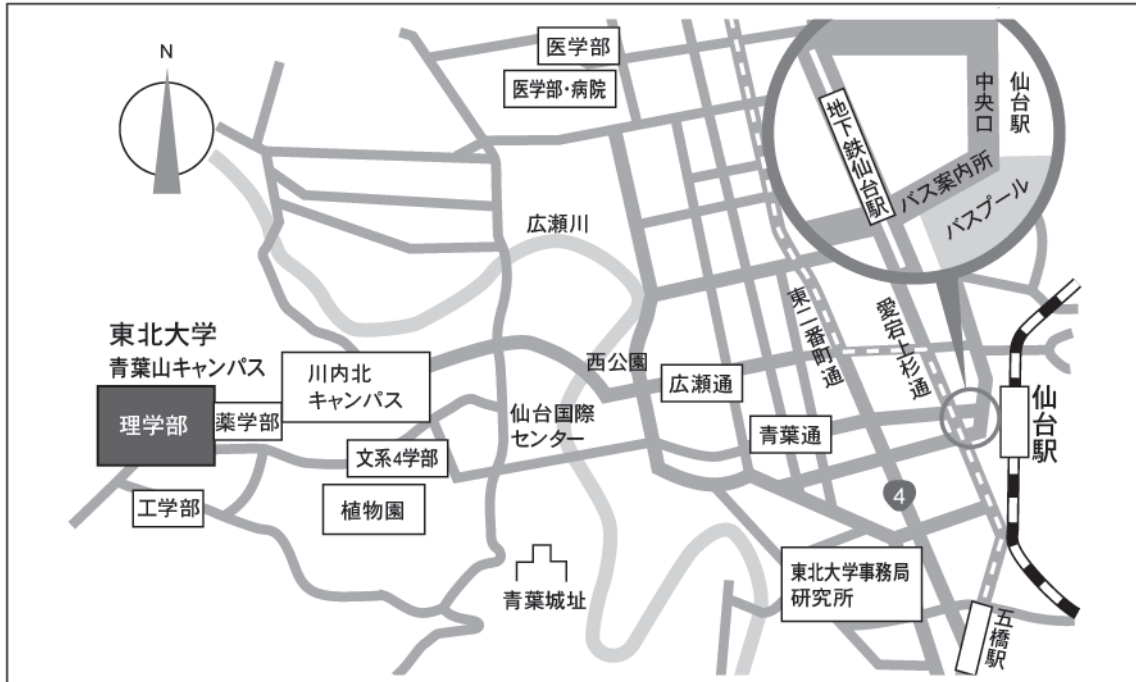 N
医学部
医学部・病院
地下鉄仙台駅
中央口
仙台駅
バス案内所
バスプール
広瀬川
東二番町通
愛宕上杉通
東北大学
青葉山キャンパス
理学部
薬学部
川内北
キャンパス
西公園
広瀬通
仙台国際
センター
青葉通
仙台駅
文系4学部
工学部
植物園
4
青葉城址
東北大学事務局
研究所
五橋駅